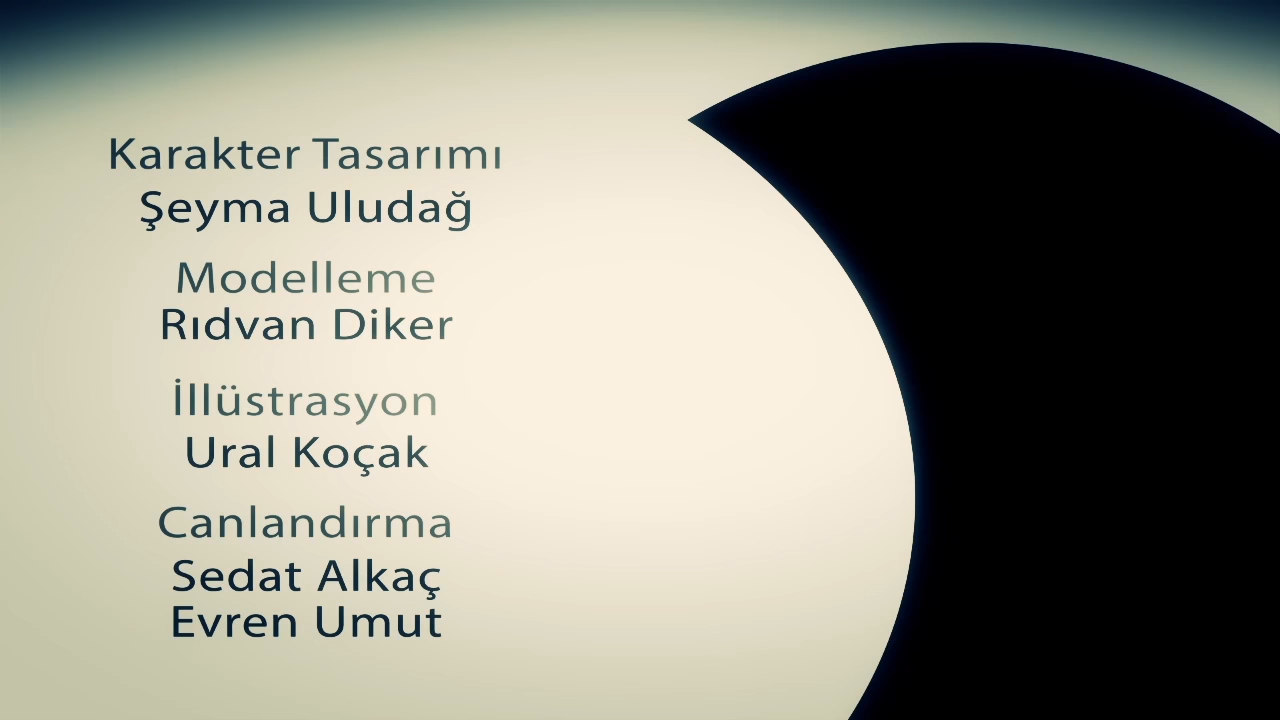 Karakter Tasarımı
Şeyma Uludağ
Modelleme
Rıdvan Diker
İllüstrasyon
Ural Koçak
Canlandırma
Sedat Alkaç
Evren Umut